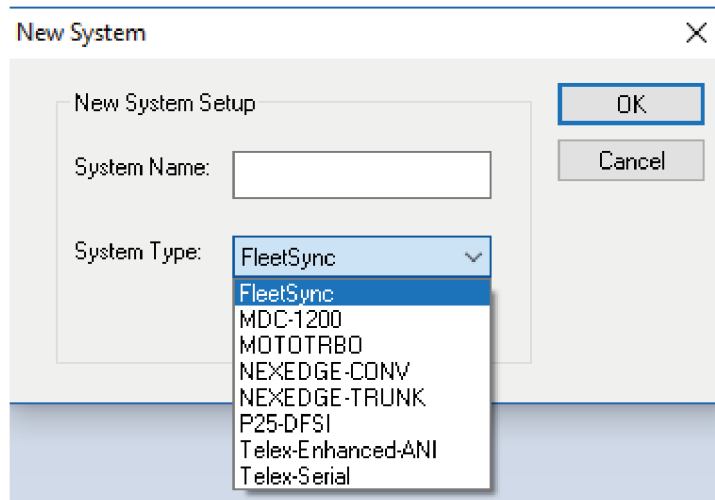 New System
New System Setup
OK
System Name:
Cancel
System Type:
FleetSync
FleetSync
MDC-1200
MOTOTRBO
NEXEDGE-CONV
NEXEDGE-TRUNK
P25-DFSI
Telex-Enhanced-ANI
Telex-Serial